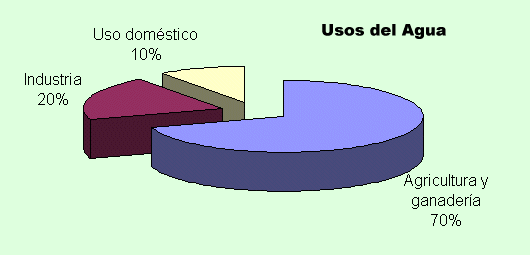 Usos del Agua
Uso doméstico
10%
Industria
20%
Agricultura y
ganadería
70%